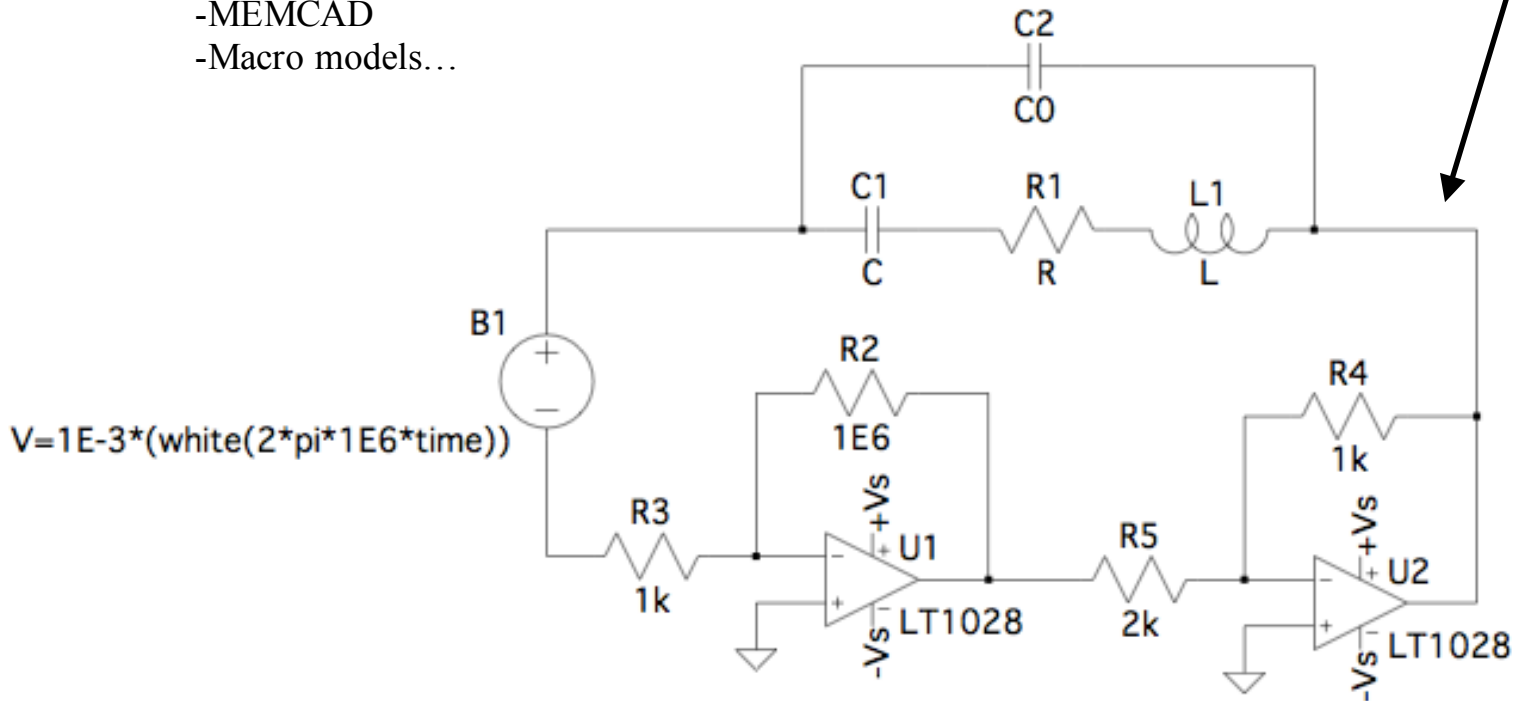 -MEMCAD
-Macro models…
C2
C0
C1
R1
L1
C
R
L
B1
+
−
V=1E-3*(white(2*pi*1E6*time))
R2
1E6
R4
1k
R3
1k
+Vs
+
U1
-
+
-
-Vs
LT1028
R5
2k
+Vs
+
U2
-
+
-
-Vs
LT1028